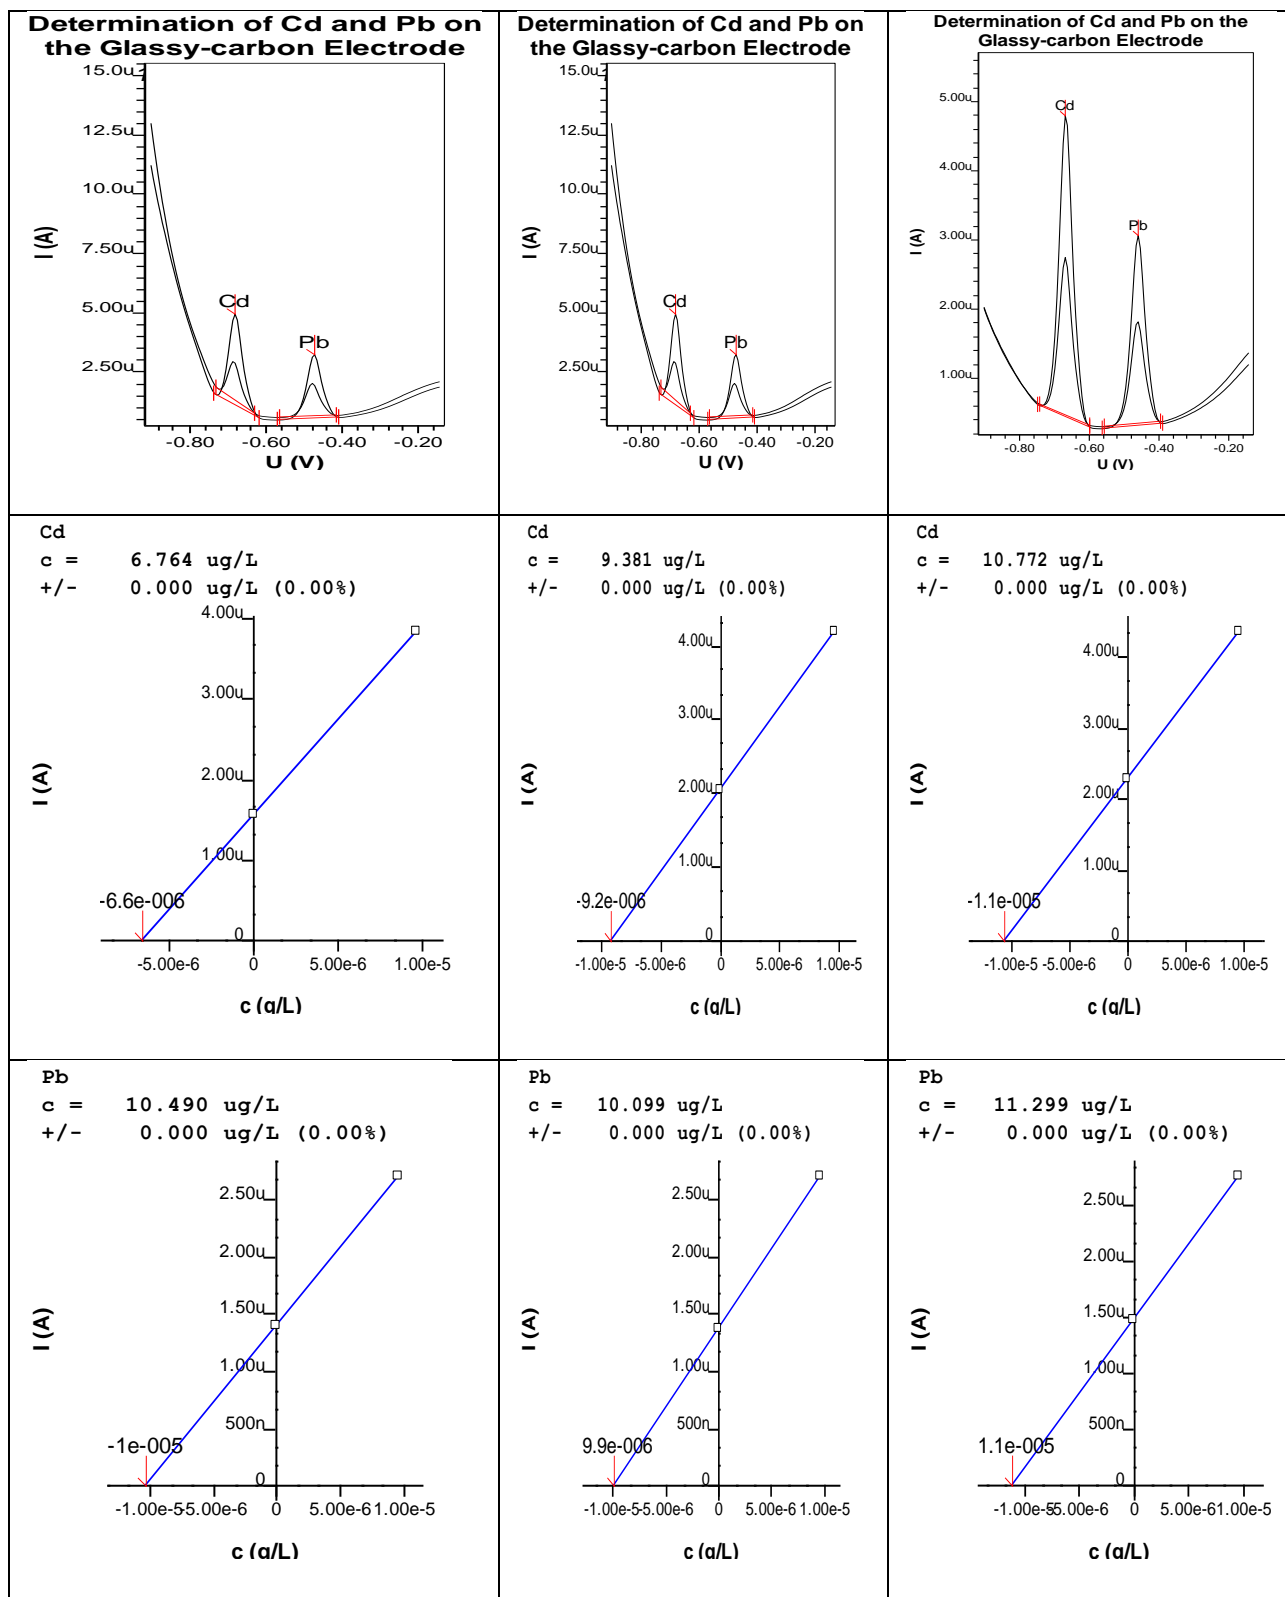 Determination of Cd and Pb on
the Glassy-carbon Electrode
15.0u
12.5u
10.0u
7.50u
5.00u
2.50u
I (A)
Cd
Pb
-0.80
-0.60
-0.40
-0.20
U (V)
Determination of Cd and Pb on
the Glassy-carbon Electrode
15.0u
12.5u
10.0u
7.50u
5.00u
2.50u
I (A)
Cd
Pb
-0.80
-0.60
-0.40
-0.20
U (V)
Determination of Cd and Pb on the
Glassy-carbon Electrode
5.00u
4.00u
3.00u
2.00u
1.00u
I (A)
Cd
Pb
-0.80
-0.60
-0.40
-0.20
U (V)
Cd
c = 6.764 ug/L
+/- 0.000 ug/L (0.00%)
4.00u
3.00u
2.00u
1.00u
0
I (A)
-6.6e-006
-5.00e-6
0
5.00e-6
1.00e-5
c (g/L)
Cd
c = 9.381 ug/L
+/- 0.000 ug/L (0.00%)
4.00u
3.00u
2.00u
1.00u
0
I (A)
-9.2e-006
-1.00e-5
-5.00e-6
0
5.00e-6
1.00e-5
c (g/L)
Cd
c = 10.772 ug/L
+/- 0.000 ug/L (0.00%)
4.00u
3.00u
2.00u
1.00u
0
I (A)
-1.1e-005
-1.00e-5
-5.00e-6
0
5.00e-6
1.00e-5
c (g/L)
Pb
c = 10.490 ug/L
+/- 0.000 ug/L (0.00%)
2.50u
2.00u
1.50u
1.00u
500n
0
I (A)
-1e-005
-1.00e-5
-5.00e-6
0
5.00e-6
1.00e-5
c (g/L)
Pb
c = 10.099 ug/L
+/- 0.000 ug/L (0.00%)
2.50u
2.00u
1.50u
1.00u
500n
0
I (A)
9.9e-006
-1.00e-5
-5.00e-6
0
5.00e-6
1.00e-5
c (g/L)
Pb
c = 11.299 ug/L
+/- 0.000 ug/L (0.00%)
2.50u
2.00u
1.50u
1.00u
500n
0
I (A)
1.1e-005
-1.00e-5
-5.00e-6
0
5.00e-6
1.00e-5
c (g/L)